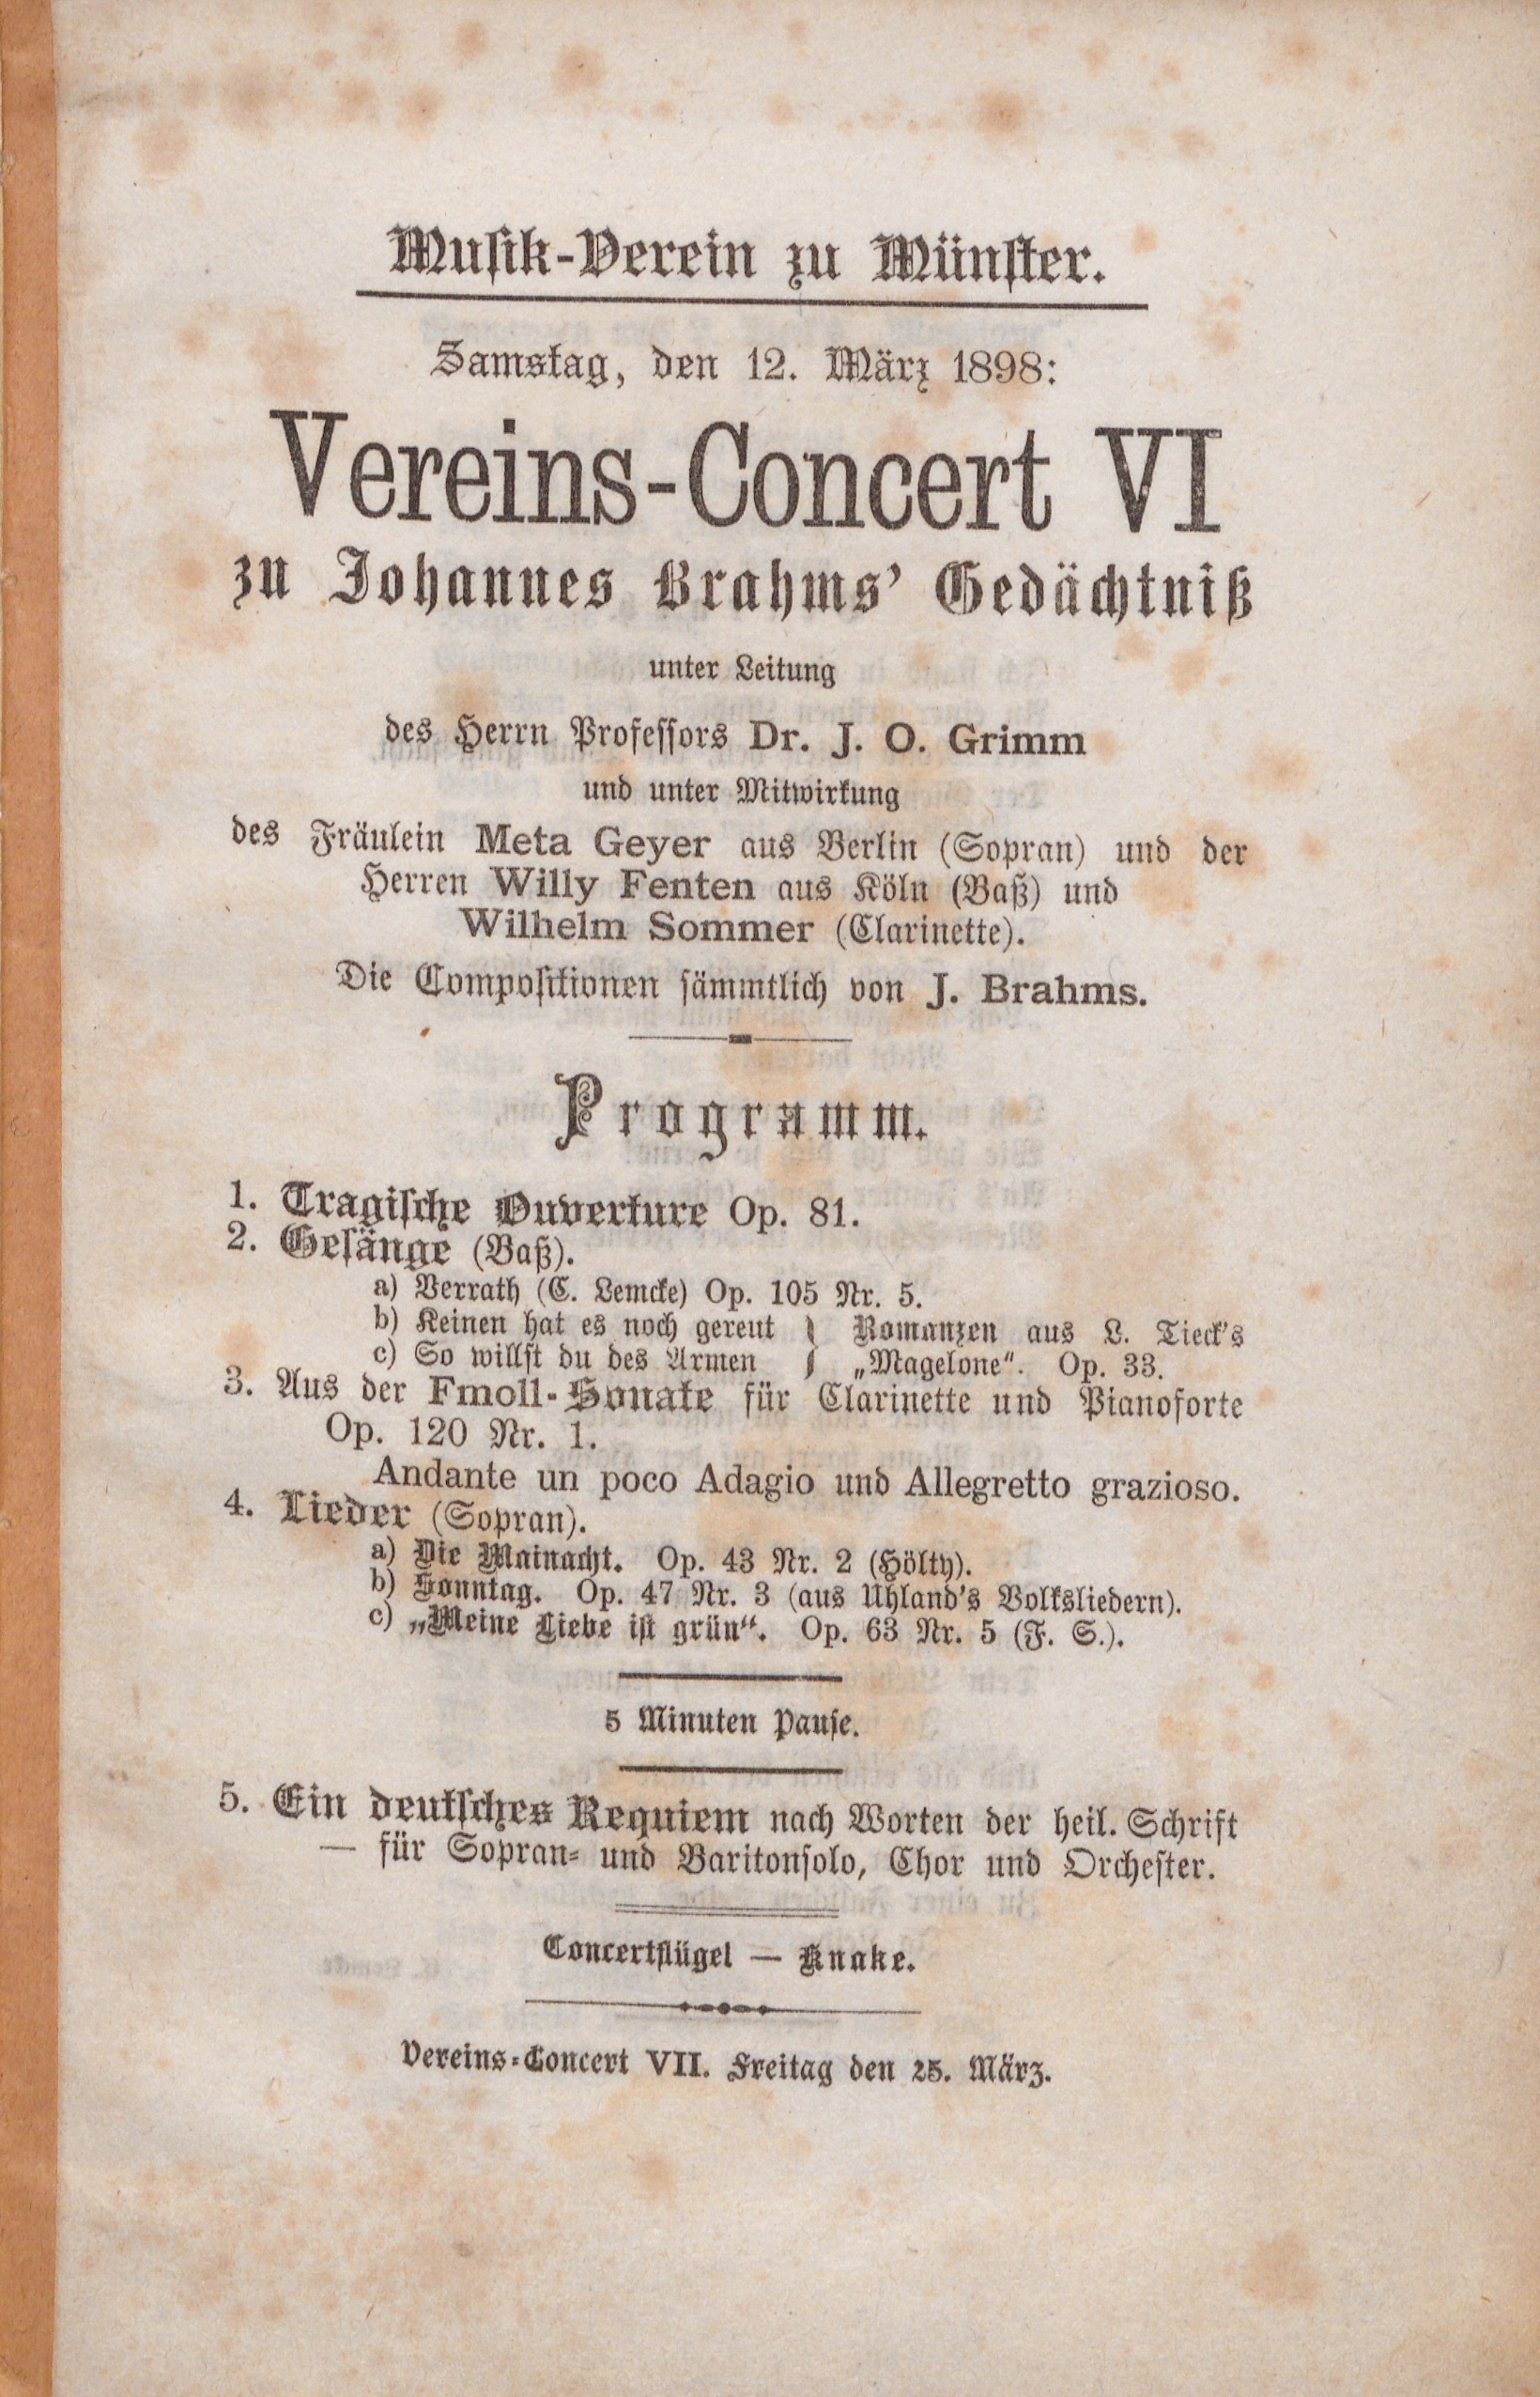 Musik-Verein zu Münster.
Samstag, den 12. März 1898:
Vereins-Concert VI
zu Johannes Brahms’ Gedächtniß
unter Leitung
des Herrn Professors Dr. J. O. Grimm
und unter Mitwirkung
des Fräulein Meta Geyer aus Berlin (Sopran) und der
Herren Willy Fenten aus Köln (Baß) und
Wilhelm Sommer (Clarinette).
Die Compositionen sämmtlich von J. Brahms.
Programm.
1. Tragische Ouverture Op. 81.
2. Gesänge (Baß).
a) Verrath (C. Lemcke) Op. 105 Nr. 5.
b) Keinen hat es noch gereut } Romanzen aus L. Tieck’s
c) So willst du des Armen } „Magelone“. Op. 33.
3. Aus der Fmoll-Sonate für Clarinette und Pianoforte
Op. 120 Nr. 1.
Andante un poco Adagio und Allegretto grazioso.
4. Lieder (Sopran).
a) Die Mainacht. Op. 43 Nr. 2 (Hölty).
b) Sonntag. Op. 47 Nr. 3 (aus Uhland’s Volksliedern).
c) „Meine Liebe ist grün“. Op. 63 Nr. 5 (F. S.).
5 Minuten Pause.
5. Ein deutsches Requiem nach Worten der heil. Schrift
— für Sopran- und Baritonsolo, Chor und Orchester.
Concertflügel — Knake.
Vereins-Concert VII. Freitag den 25. März.